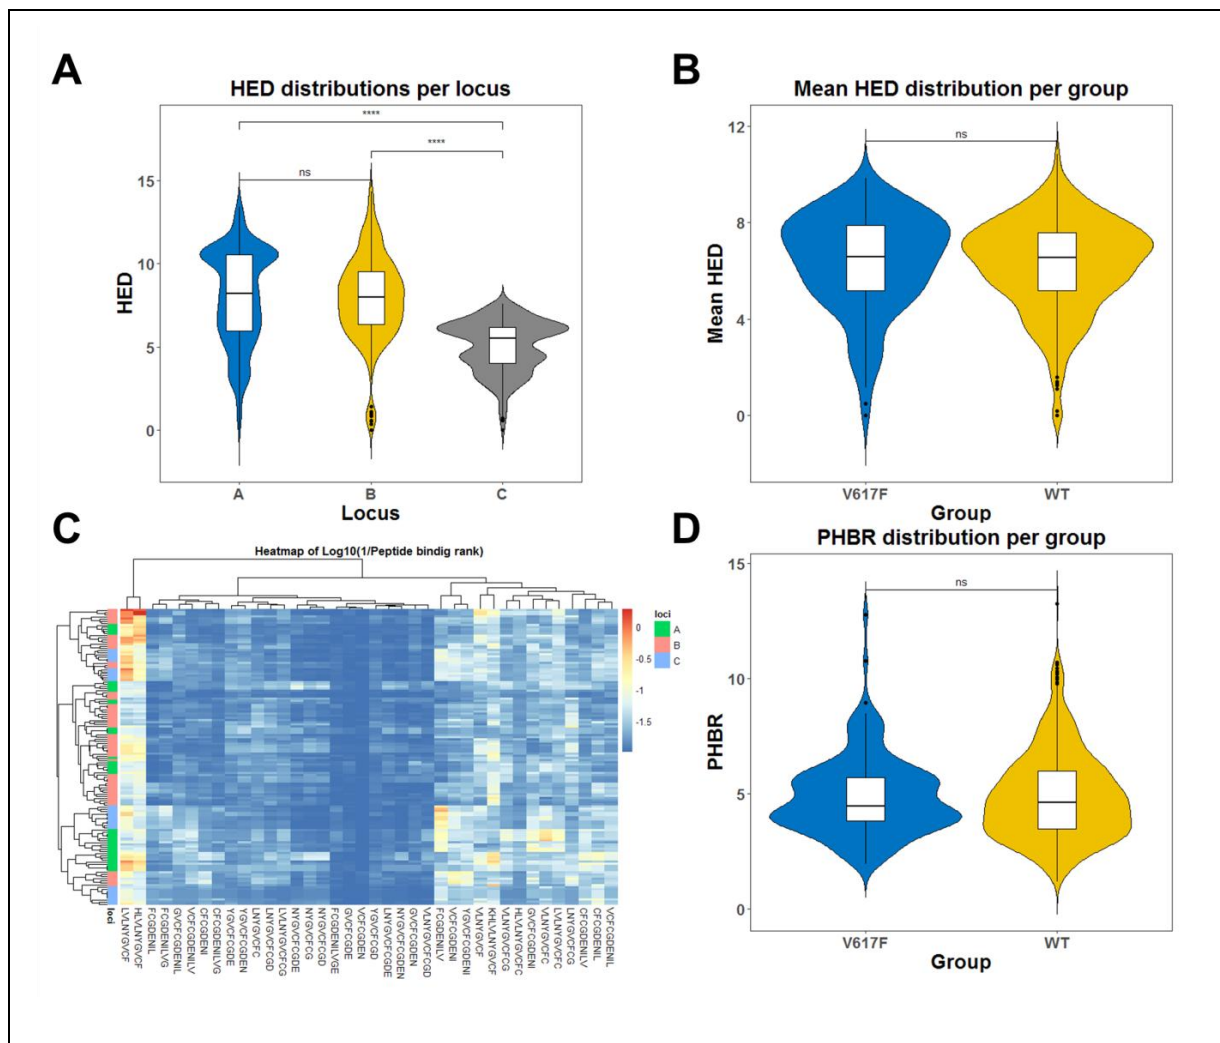 A
HED distributions per locus
****
****
ns
15
10
5
0
HED
A
B
C
Locus
B
Mean HED distribution per group
ns
12
8
4
0
Mean HED
V617F
WT
Group
C
Heatmap of Log10(1/Peptide bindig rank)
loci
A
B
C
0
-0.5
-1
-1.5
loci
LVLNYGVCF
HLVLNYGVCF
FCGDENIL
FCGDENILVG
GVCFCGDENIL
VCFCGDENILV
CFCGDENI
CFCGDENILVG
YGVCFCGDE
YGVCFCGDEN
LNYGVCFC
LNYGVCFCGD
LVLNYGVCFCG
NYGVCFCGDE
NYGVCFCG
NYGVCFCGD
FCGDENILVGE
GVCFCGDE
VCFCGDEN
YGVCFCGD
LNYGVCFCGDE
NYGVCFCGDEN
GVCFCGDEN
VLNYGVCFCGD
FCGDENILV
VCFCGDENI
YGVCFCGDENI
VLNYGVCF
KHLVLNYGVCF
VLNYGVCFCG
HLVLNYGVCFC
GVCFCGDENI
VLNYGVCFC
LVLNYGVCFC
LNYGVCFCG
CFCGDENILV
CFCGDENIL
VCFCGDENIL
D
PHBR distribution per group
ns
15
10
5
0
PHBR
V617F
WT
Group